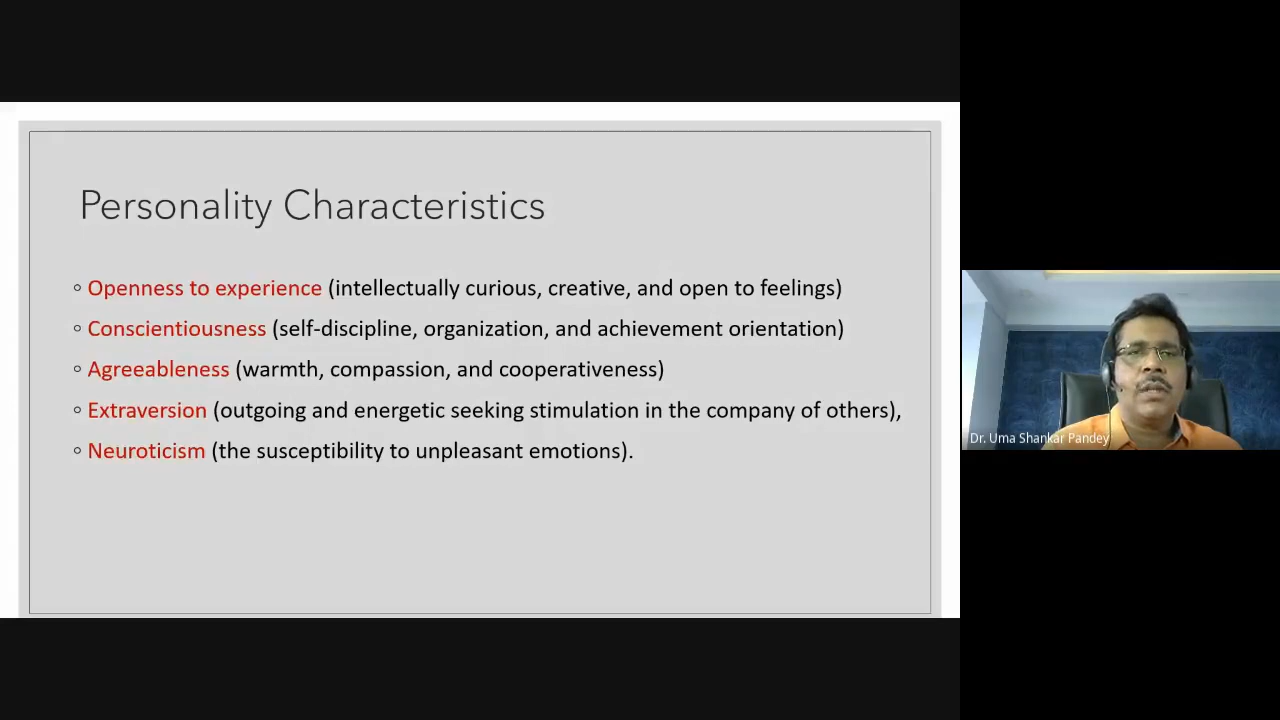 Personality Characteristics
◦ Openness to experience (intellectually curious, creative, and open to feelings)
◦ Conscientiousness (self-discipline, organization, and achievement orientation)
◦ Agreeableness (warmth, compassion, and cooperativeness)
◦ Extraversion (outgoing and energetic seeking stimulation in the company of others),
◦ Neuroticism (the susceptibility to unpleasant emotions).
Dr. Uma Shankar Pandey